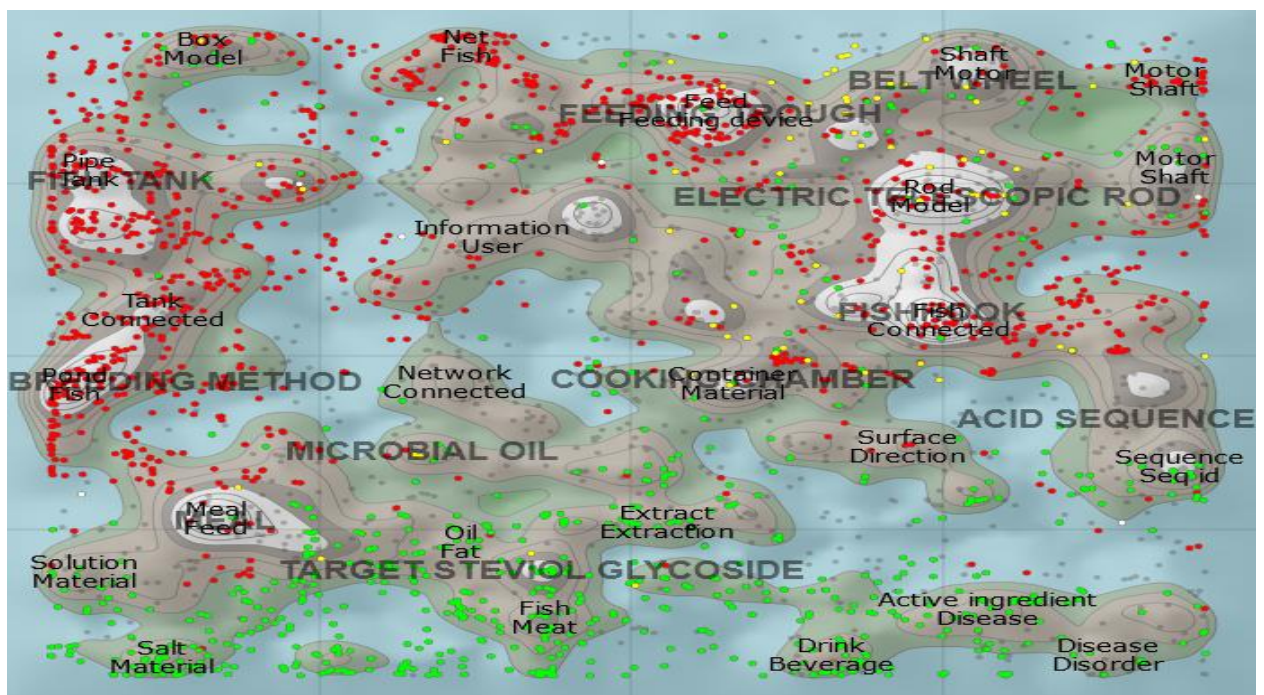 Box
Model
Net
Fish
Shaft
Motor
BELT WHEEL
Motor
Shaft
Feed
FEEDING TROUGH
Feeding device
Pipe
Tank
TANK
Motor
Shaft
ELECTRIC TELESCOPIC ROD
Rod
Model
Information
User
Tank
Connected
FISHHOOK
Fish
Connected
Pond
Fish
BREEDING METHOD
Network
Connected
COOKING CHAMBER
Container
Material
ACID SEQUENCE
MICROBIAL OIL
Surface
Direction
Sequence
Seq id
Meal
MEAL
Feed
Extract
Extraction
Oil
Fat
Solution
Material
TARGET STEVIOL GLYCOSIDE
Fish
Meat
Active ingredient
Disease
Salt
Material
Drink
Beverage
Disease
Disorder